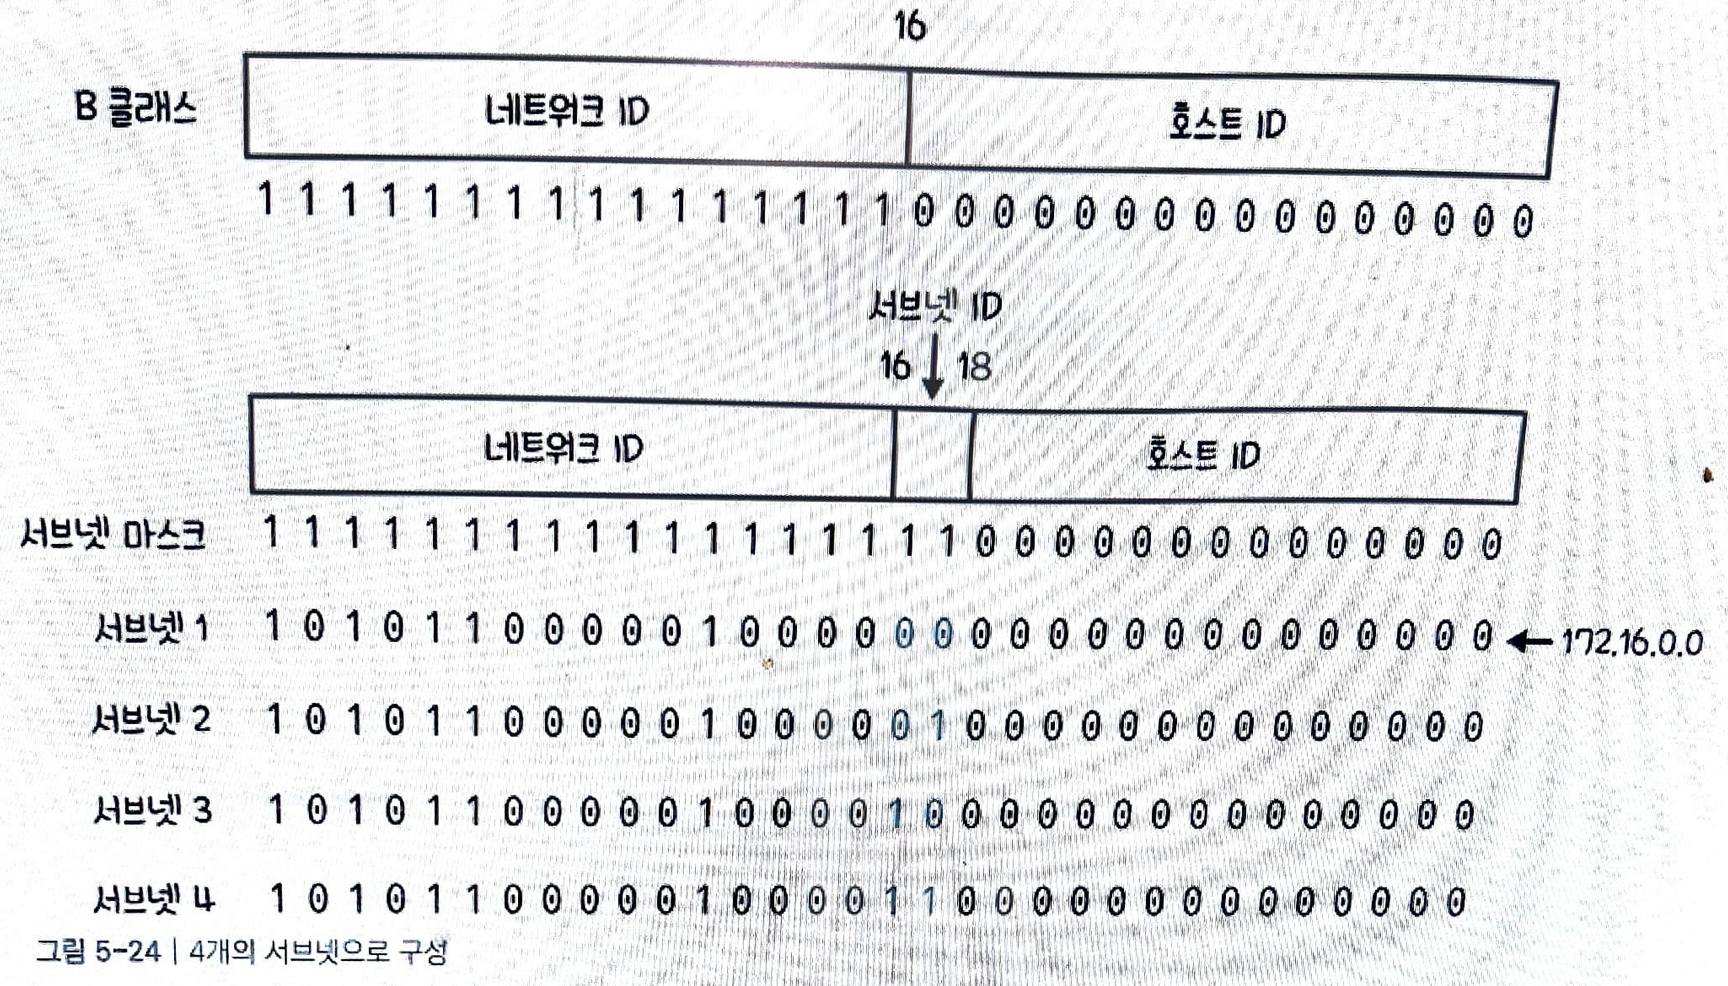 16
B 클래스 네트워크 ID 호스트 ID
1 1 1 1 1 1 1 1 1 1 1 1 1 1 1 1 0 0 0 0 0 0 0 0 0 0 0 0 0 0 0 0
서브넷 ID
16 18
네트워크 ID 호스트 ID
서브넷 마스크 1 1 1 1 1 1 1 1 1 1 1 1 1 1 1 1 1 1 0 0 0 0 0 0 0 0 0 0 0 0 0 0
서브넷 1 1 0 1 0 1 1 0 0 0 0 0 1 0 0 0 0 0 0 0 0 0 0 0 0 0 0 0 0 0 0 0 0 ← 172.16.0.0
서브넷 2 1 0 1 0 1 1 0 0 0 0 0 1 0 0 0 0 0 1 0 0 0 0 0 0 0 0 0 0 0 0 0 0
서브넷 3 1 0 1 0 1 1 0 0 0 0 0 1 0 0 0 0 1 0 0 0 0 0 0 0 0 0 0 0 0 0 0 0
서브넷 4 1 0 1 0 1 1 0 0 0 0 0 1 0 0 0 0 1 1 0 0 0 0 0 0 0 0 0 0 0 0 0 0
그림 5-24 | 4개의 서브넷으로 구성